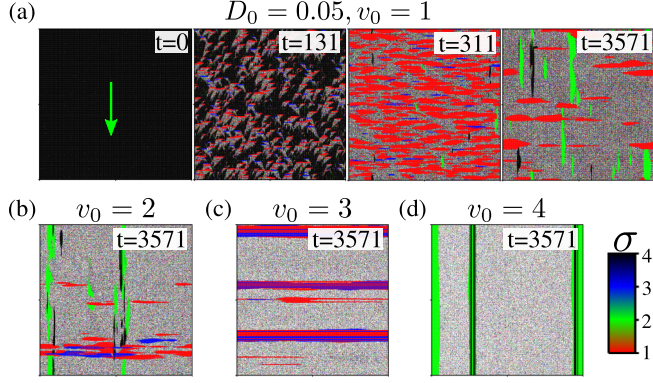 (a) D₀ = 0.05, v₀ = 1
t=0 t=131 t=311 t=3571
(b) v₀ = 2 (c) v₀ = 3 (d) v₀ = 4
t=3571 t=3571 t=3571
σ
4
3
2
1